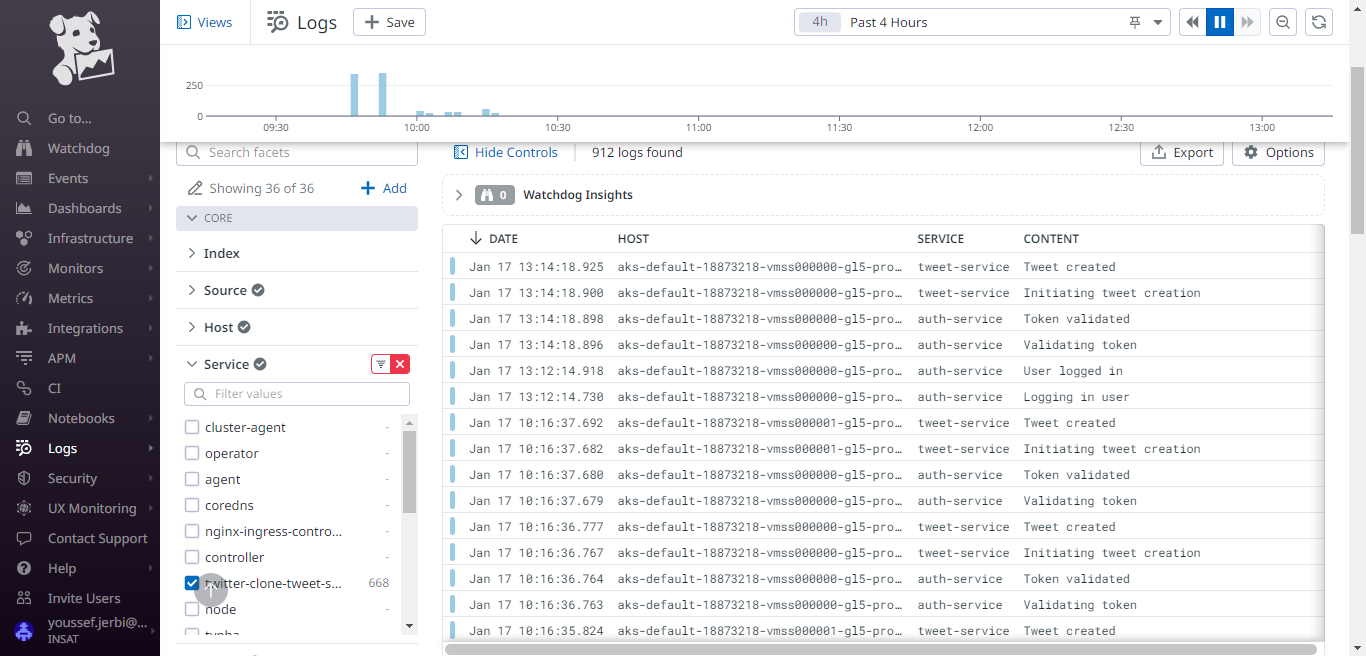 Views
Logs
Save
4h Past 4 Hours
250
0
09:30 10:00 10:30 11:00 11:30 12:00 12:30 13:00
Go to...
Watchdog
Events
Dashboards
Infrastructure
Monitors
Metrics
Integrations
APM
CI
Notebooks
Logs
Security
UX Monitoring
Contact Support
Help
Invite Users
youssef.jerbi@...
INSAT
Search facets
Showing 36 of 36
Add
CORE
Index
Source
Host
Service
Filter values
cluster-agent -
operator -
agent -
coredns -
nginx-ingress-contro... -
controller -
twitter-clone-tweet-s... 668
node -
Hide Controls
912 logs found
Export
Options
0 Watchdog Insights
DATE HOST SERVICE CONTENT
Jan 17 13:14:18.925 aks-default-18873218-vmss000000-gl5-pro… tweet-service Tweet created
Jan 17 13:14:18.900 aks-default-18873218-vmss000000-gl5-pro… tweet-service Initiating tweet creation
Jan 17 13:14:18.898 aks-default-18873218-vmss000000-gl5-pro… auth-service Token validated
Jan 17 13:14:18.896 aks-default-18873218-vmss000000-gl5-pro… auth-service Validating token
Jan 17 13:12:14.918 aks-default-18873218-vmss000000-gl5-pro… auth-service User logged in
Jan 17 13:12:14.730 aks-default-18873218-vmss000000-gl5-pro… auth-service Logging in user
Jan 17 10:16:37.692 aks-default-18873218-vmss000001-gl5-pro… tweet-service Tweet created
Jan 17 10:16:37.682 aks-default-18873218-vmss000001-gl5-pro… tweet-service Initiating tweet creation
Jan 17 10:16:37.680 aks-default-18873218-vmss000001-gl5-pro… auth-service Token validated
Jan 17 10:16:37.679 aks-default-18873218-vmss000001-gl5-pro… auth-service Validating token
Jan 17 10:16:36.777 aks-default-18873218-vmss000000-gl5-pro… tweet-service Tweet created
Jan 17 10:16:36.767 aks-default-18873218-vmss000000-gl5-pro… tweet-service Initiating tweet creation
Jan 17 10:16:36.764 aks-default-18873218-vmss000000-gl5-pro… auth-service Token validated
Jan 17 10:16:36.763 aks-default-18873218-vmss000000-gl5-pro… auth-service Validating token
Jan 17 10:16:35.824 aks-default-18873218-vmss000001-gl5-pro… tweet-service Tweet created